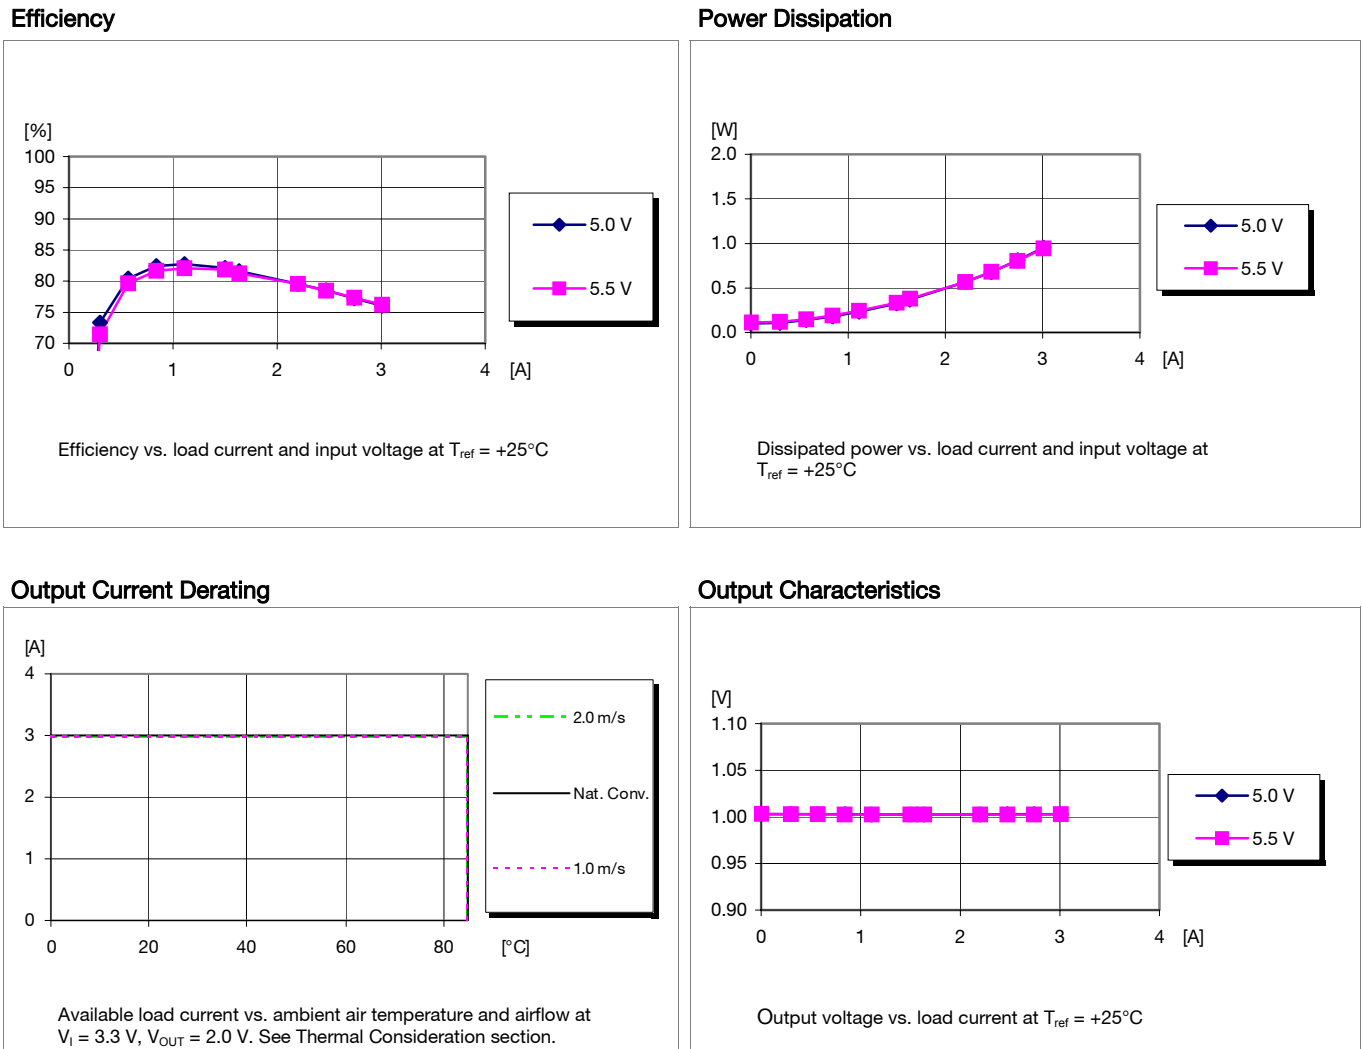 Efficiency
[%]
100
95
90
85
80
75
70
0 1 2 3 4 [A]
5.0 V
5.5 V
Efficiency vs. load current and input voltage at Tref = +25°C
Power Dissipation
[W]
2.0
1.5
1.0
0.5
0.0
0 1 2 3 4 [A]
5.0 V
5.5 V
Dissipated power vs. load current and input voltage at
Tref = +25°C
Output Current Derating
[A]
4
3
2
1
0
0 20 40 60 80 [°C]
2.0 m/s
Nat. Conv.
1.0 m/s
Available load current vs. ambient air temperature and airflow at
VI = 3.3 V, VOUT = 2.0 V. See Thermal Consideration section.
Output Characteristics
[V]
1.10
1.05
1.00
0.95
0.90
0 1 2 3 4 [A]
5.0 V
5.5 V
Output voltage vs. load current at Tref = +25°C